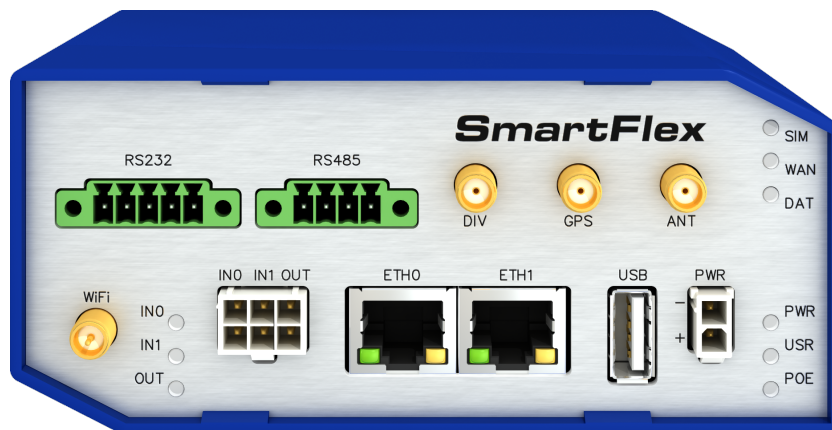 SmartFlex
SIM
WAN
DAT
RS232
RS485
DIV
GPS
ANT
WiFi
IN0
IN1
OUT
IN0 IN1 OUT
ETH0
ETH1
USB
PWR
−
+
PWR
USR
POE